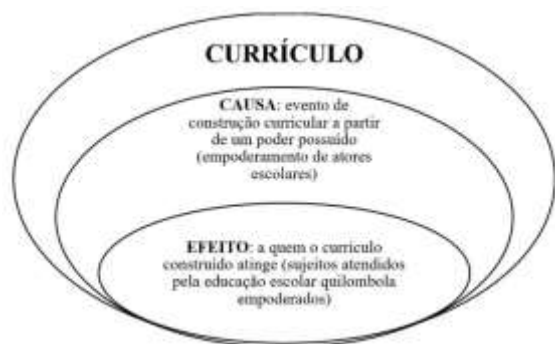 CURRÍCULO
CAUSA: evento de
construção curricular a partir
de um poder possuído
(empoderamento de atores
escolares)
EFEITO: a quem o currículo
construído atinge (sujeitos atendidos
pela educação escolar quilombola
empoderados)